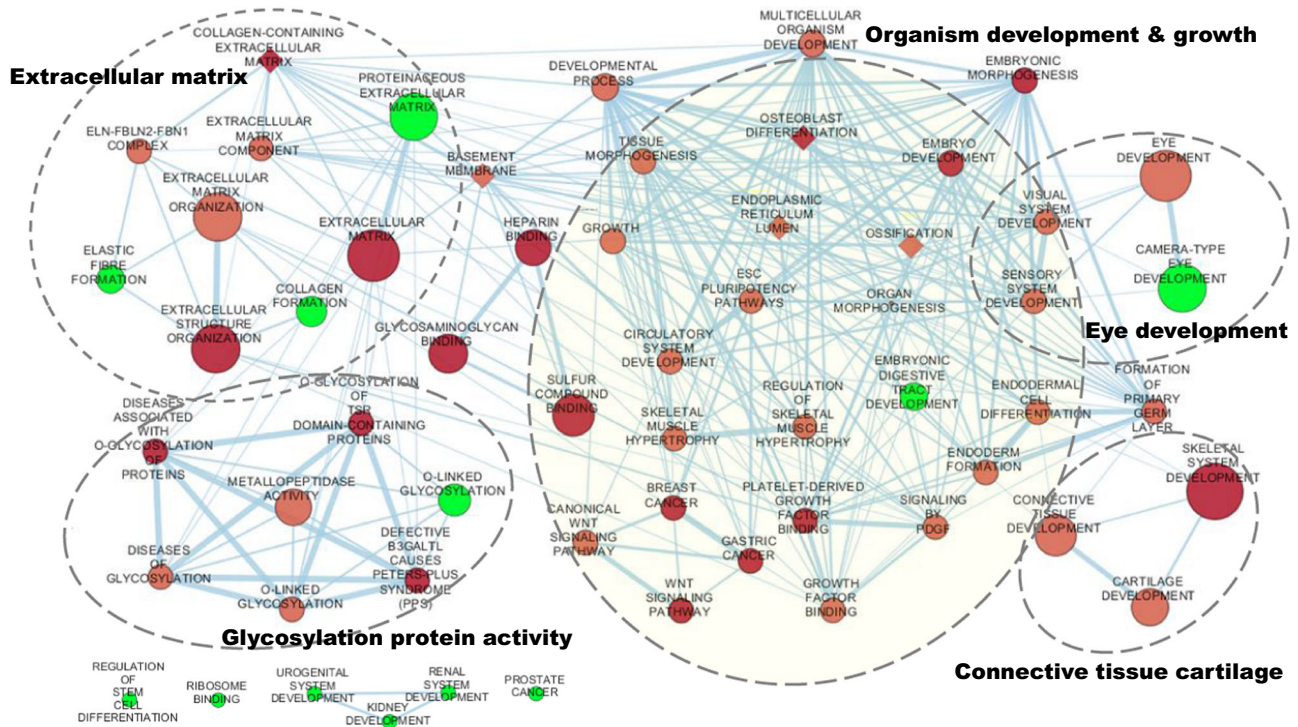 MULTICELLULAR
ORGANISM
DEVELOPMENT
Organism development & growth
COLLAGEN-CONTAINING
EXTRACELLULAR
MATRIX
Extracellular matrix
PROTEINACEOUS
EXTRACELLULAR
MATRIX
DEVELOPMENTAL
PROCESS
EMBRYONIC
MORPHOGENESIS
ELN-FBLN2-FBN1
COMPLEX
EXTRACELLULAR
MATRIX
COMPONENT
BASEMENT
MEMBRANE
TISSUE
MORPHOGENESIS
OSTEOBLAST
DIFFERENTIATION
EMBRYO
DEVELOPMENT
EYE
DEVELOPMENT
EXTRACELLULAR
MATRIX
ORGANIZATION
EXTRACELLULAR
MATRIX
HEPARIN
BINDING
GROWTH
ENDOPLASMIC
RETICULUM
LUMEN
OSSIFICATION
VISUAL
SYSTEM
DEVELOPMENT
ELASTIC
FIBRE
FORMATION
COLLAGEN
FORMATION
ESC
PLURIPOTENCY
PATHWAYS
ORGAN
MORPHOGENESIS
SENSORY
SYSTEM
DEVELOPMENT
CAMERA-TYPE
EYE
DEVELOPMENT
EXTRACELLULAR
STRUCTURE
ORGANIZATION
GLYCOSAMINOGLYCAN
BINDING
CIRCULATORY
SYSTEM
DEVELOPMENT
Eye development
DISEASES
ASSOCIATED
WITH
O-GLYCOSYLATION
OF
PROTEINS
O-GLYCOSYLATION
OF
TSR
DOMAIN-CONTAINING
PROTEINS
SULFUR
COMPOUND
BINDING
SKELETAL
MUSCLE
HYPERTROPHY
REGULATION
OF
SKELETAL
MUSCLE
HYPERTROPHY
EMBRYONIC
DIGESTIVE
TRACT
DEVELOPMENT
ENDODERMAL
CELL
DIFFERENTIATION
FORMATION
OF
PRIMARY
GERM
LAYER
METALLOPEPTIDASE
ACTIVITY
O-LINKED
GLYCOSYLATION
ENDODERM
FORMATION
SKELETAL
SYSTEM
DEVELOPMENT
CANONICAL
WNT
SIGNALING
PATHWAY
BREAST
CANCER
PLATELET-DERIVED
GROWTH
FACTOR
BINDING
SIGNALING
BY
PDGF
CONNECTIVE
TISSUE
DEVELOPMENT
DISEASES
OF
GLYCOSYLATION
O-LINKED
GLYCOSYLATION
DEFECTIVE
B3GALTL
CAUSES
PETERS-PLUS
SYNDROME
(PPS)
GASTRIC
CANCER
WNT
SIGNALING
PATHWAY
GROWTH
FACTOR
BINDING
CARTILAGE
DEVELOPMENT
Glycosylation protein activity
Connective tissue cartilage
REGULATION
OF
STEM
CELL
DIFFERENTIATION
RIBOSOME
BINDING
UROGENITAL
SYSTEM
DEVELOPMENT
KIDNEY
DEVELOPMENT
RENAL
SYSTEM
DEVELOPMENT
PROSTATE
CANCER